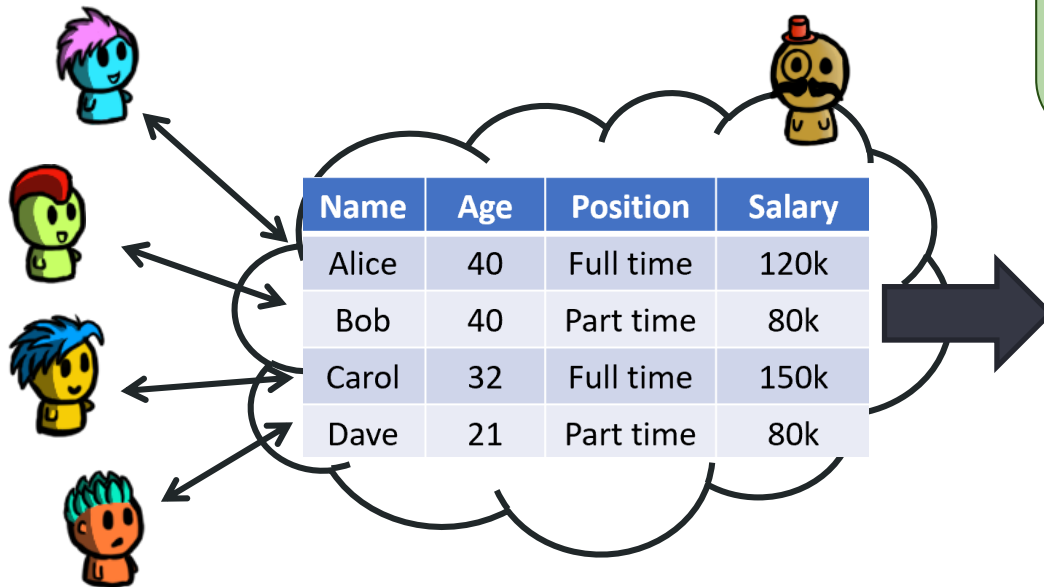 Name Age Position Salary
Alice 40 Full time 120k
Bob 40 Part time 80k
Carol 32 Full time 150k
Dave 21 Part time 80k